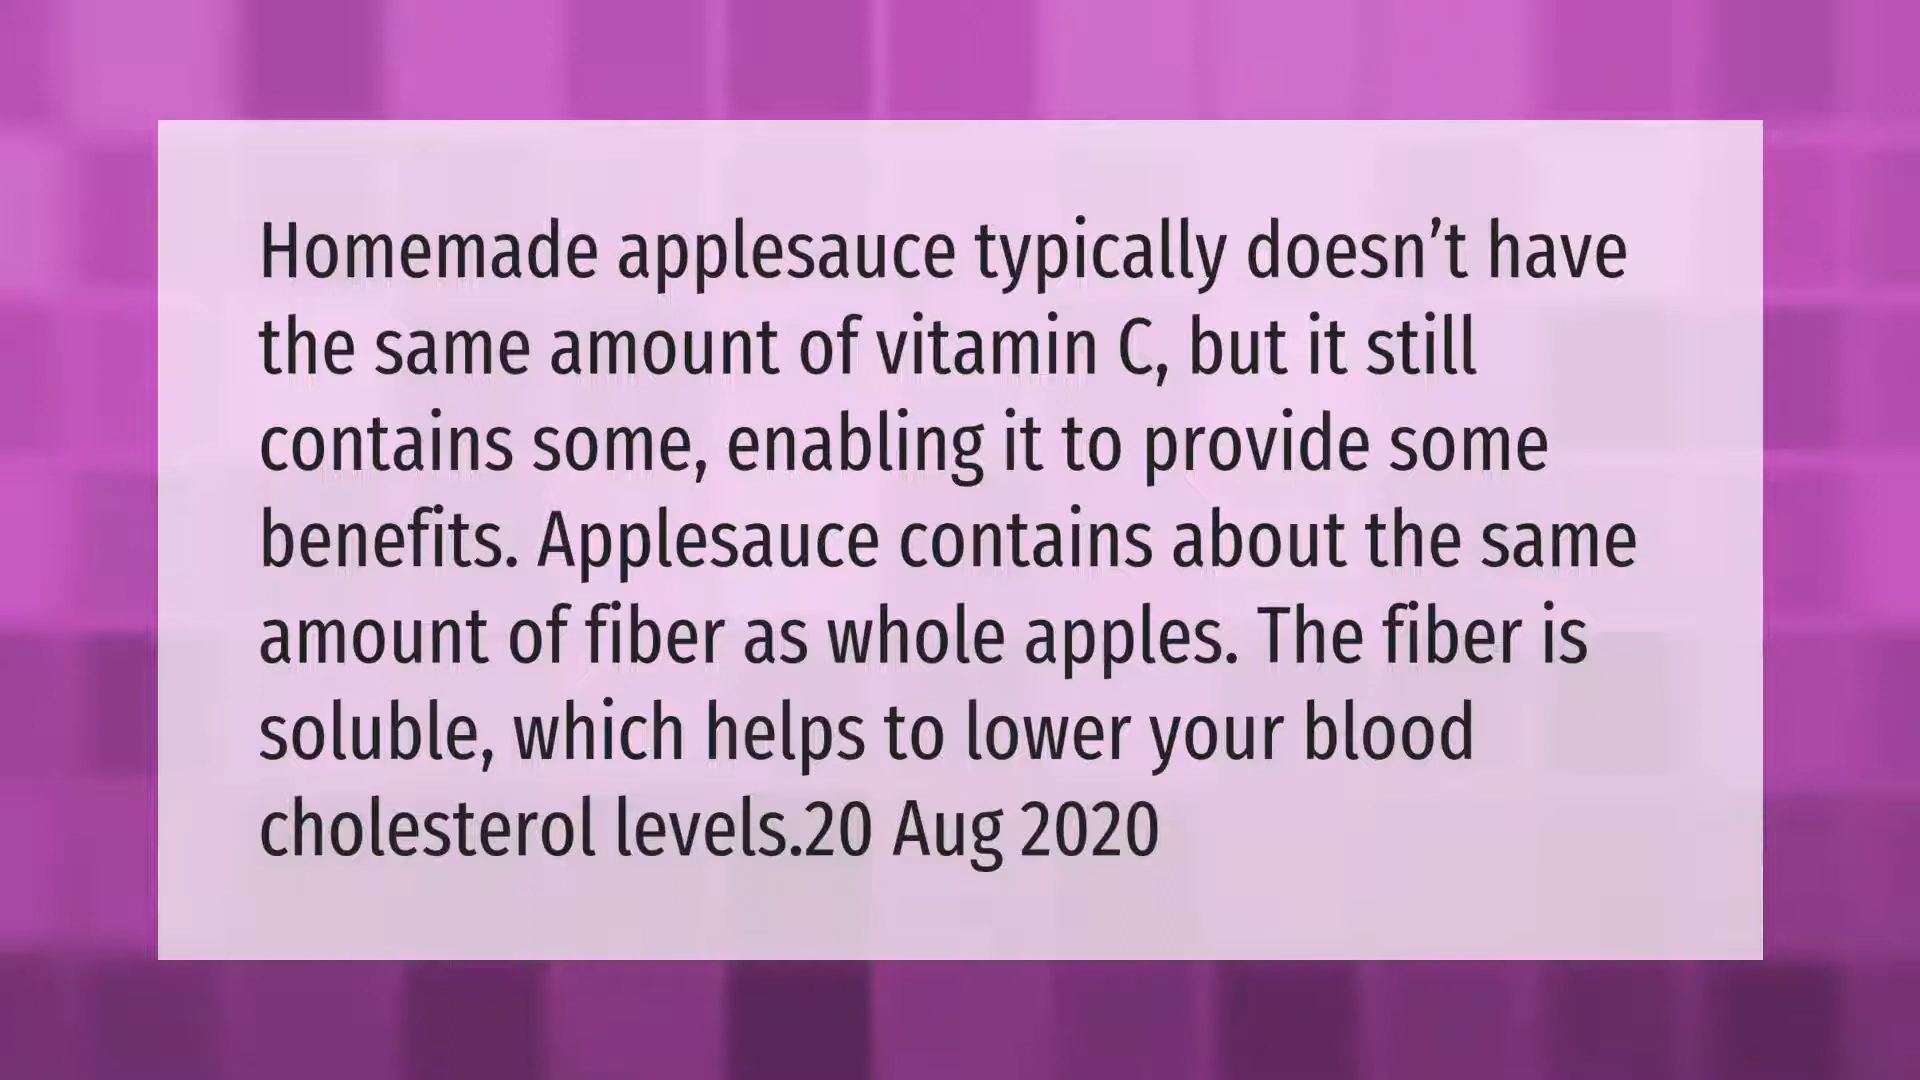 Homemade applesauce typically doesn’t have
the same amount of vitamin C, but it still
contains some, enabling it to provide some
benefits. Applesauce contains about the same
amount of fiber as whole apples. The fiber is
soluble, which helps to lower your blood
cholesterol levels.20 Aug 2020